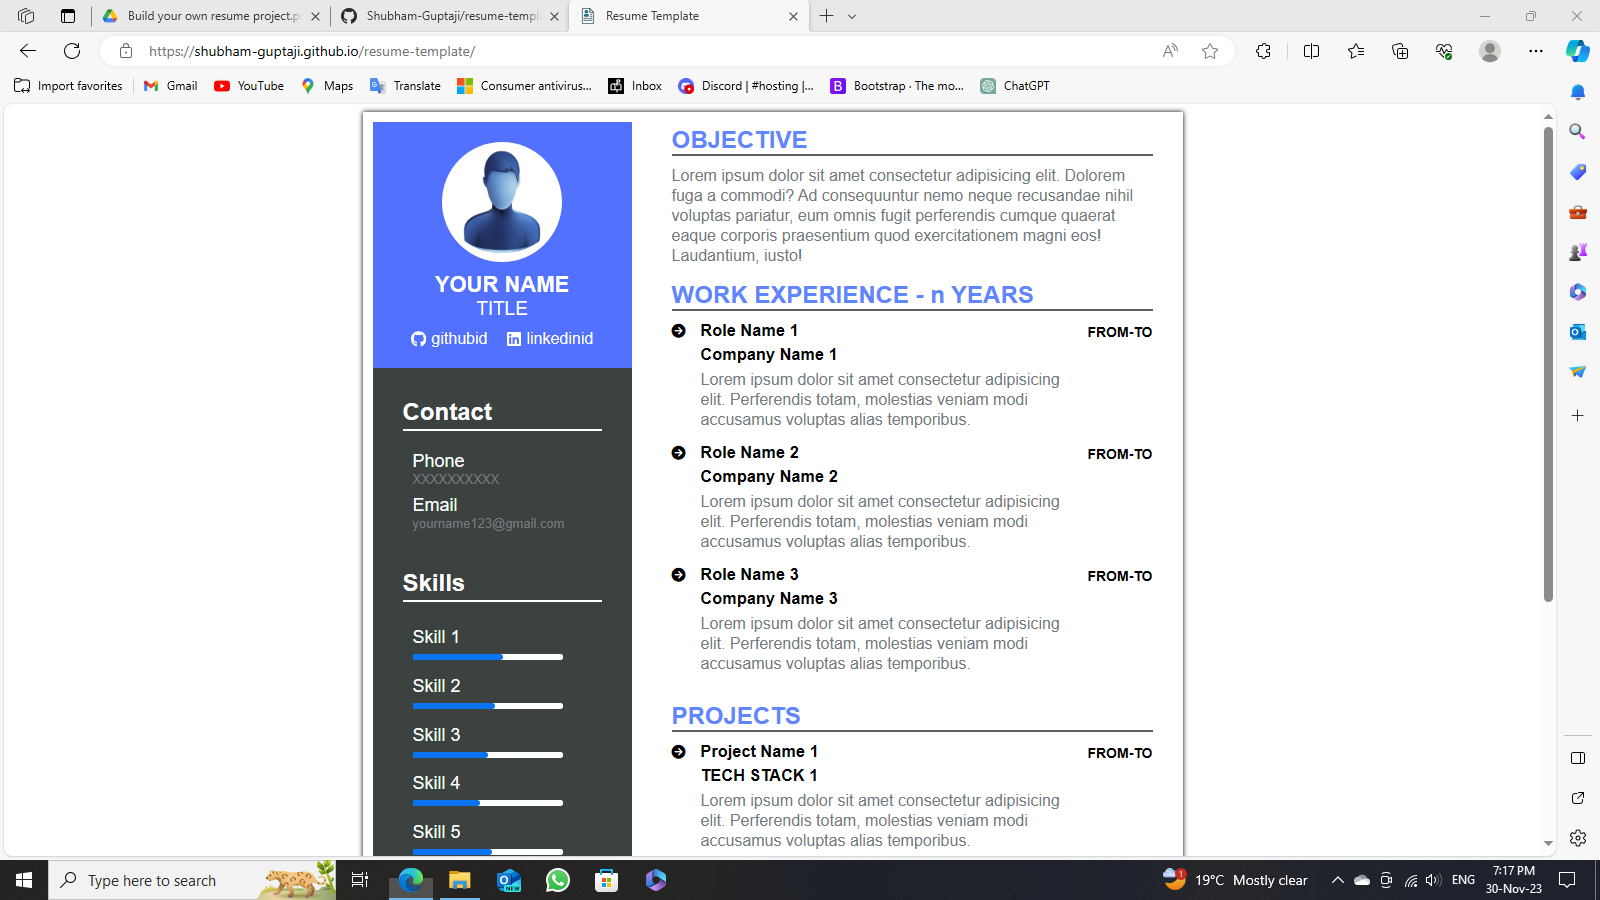 Build your own resume project.pd
Shubham-Guptaji/resume-templ
Resume Template
https://shubham-guptaji.github.io/resume-template/
Import favorites
Gmail
YouTube
Maps
Translate
Consumer antivirus...
Inbox
Discord | #hosting |...
Bootstrap · The mo...
ChatGPT
YOUR NAME
TITLE
githubid linkedinid
Contact
Phone
XXXXXXXXXX
Email
yourname123@gmail.com
Skills
Skill 1
Skill 2
Skill 3
Skill 4
Skill 5
OBJECTIVE
Lorem ipsum dolor sit amet consectetur adipisicing elit. Dolorem
fuga a commodi? Ad consequuntur nemo neque recusandae nihil
voluptas pariatur, eum omnis fugit perferendis cumque quaerat
eaque corporis praesentium quod exercitationem magni eos!
Laudantium, iusto!
WORK EXPERIENCE - n YEARS
Role Name 1 FROM-TO
Company Name 1
Lorem ipsum dolor sit amet consectetur adipisicing
elit. Perferendis totam, molestias veniam modi
accusamus voluptas alias temporibus.
Role Name 2 FROM-TO
Company Name 2
Lorem ipsum dolor sit amet consectetur adipisicing
elit. Perferendis totam, molestias veniam modi
accusamus voluptas alias temporibus.
Role Name 3 FROM-TO
Company Name 3
Lorem ipsum dolor sit amet consectetur adipisicing
elit. Perferendis totam, molestias veniam modi
accusamus voluptas alias temporibus.
PROJECTS
Project Name 1 FROM-TO
TECH STACK 1
Lorem ipsum dolor sit amet consectetur adipisicing
elit. Perferendis totam, molestias veniam modi
accusamus voluptas alias temporibus.
Type here to search
NEW
1
19°C Mostly clear
ENG
7:17 PM
30-Nov-23